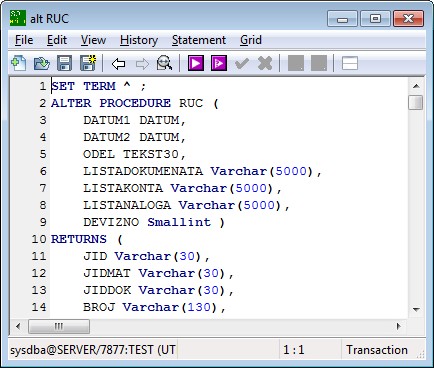 alt RUC
File Edit View History Statement Grid
1 SET TERM ^ ;
2 ALTER PROCEDURE RUC (
3 DATUM1 DATUM,
4 DATUM2 DATUM,
5 ODEL TEKST30,
6 LISTADOKUMENATA Varchar(5000),
7 LISTAKONTA Varchar(5000),
8 LISTANALOGA Varchar(5000),
9 DEVIZNO Smallint )
10 RETURNS (
11 JID Varchar(30),
12 JIDMAT Varchar(30),
13 JIDDOK Varchar(30),
14 BROJ Varchar(130),
sysdba@SERVER/7877:TEST (UT 1 : 1 Transaction